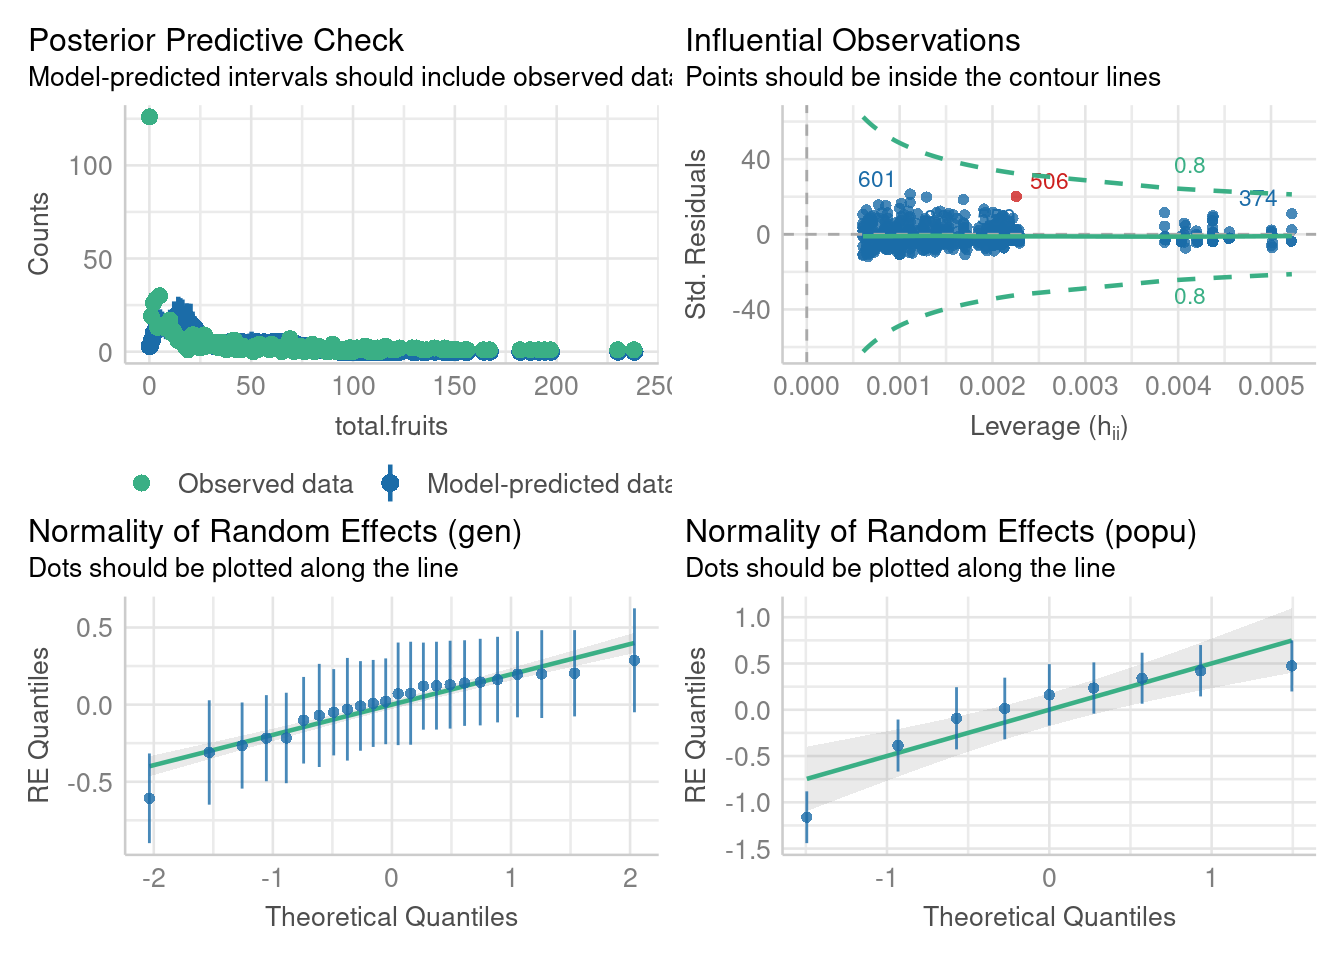 Posterior Predictive Check
Model-predicted intervals should include observed data
Counts
100
50
0
0 50 100 150 200 250
total.fruits
Observed data Model-predicted data
Influential Observations
Points should be inside the contour lines
Std. Residuals
40
0
-40
0.8
601
506
374
0.8
0.000 0.001 0.002 0.003 0.004 0.005
Leverage (hii)
Normality of Random Effects (gen)
Dots should be plotted along the line
RE Quantiles
0.5
0.0
-0.5
-2 -1 0 1 2
Theoretical Quantiles
Normality of Random Effects (popu)
Dots should be plotted along the line
RE Quantiles
1.0
0.5
0.0
-0.5
-1.0
-1.5
-1 0 1
Theoretical Quantiles